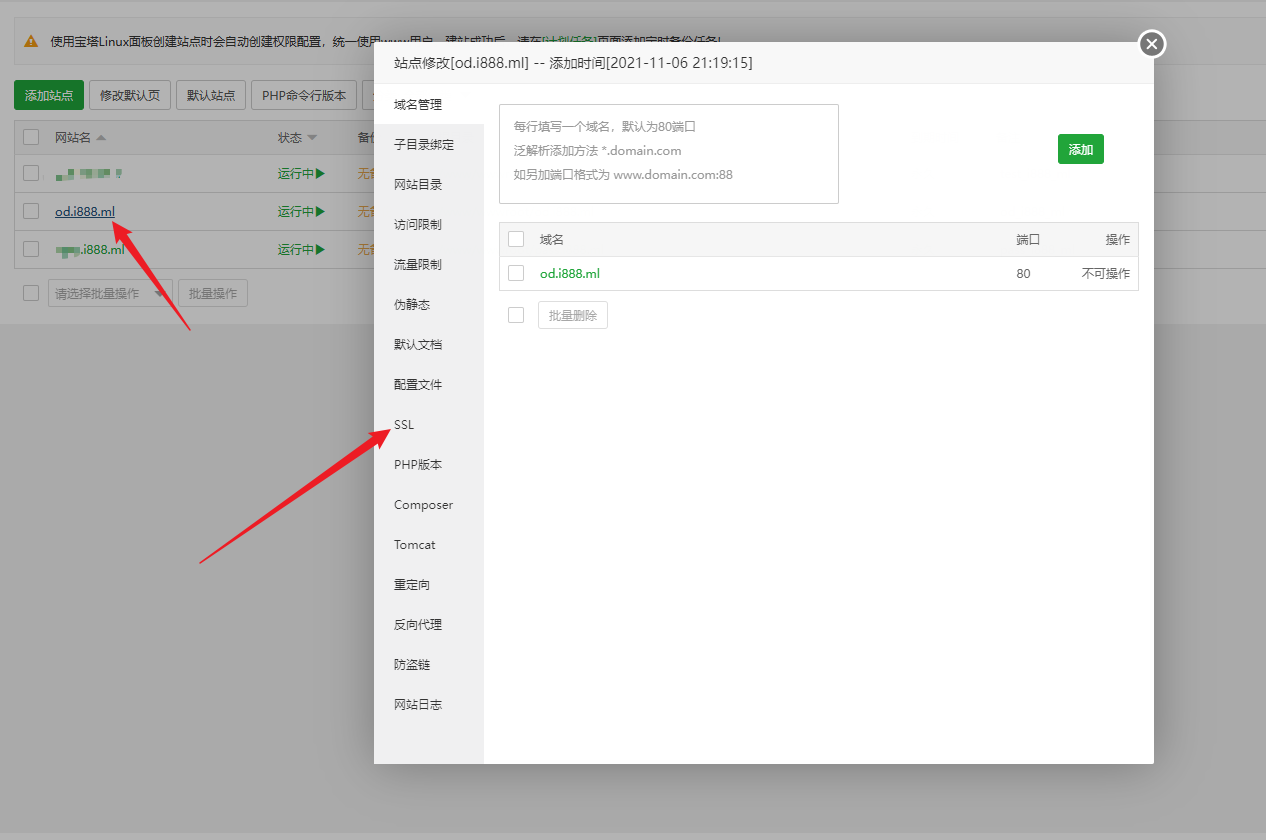 使用宝塔Linux面板创建站点时会自动创建权限配置，统一使用www用户。建站成功后，请在[计划任务]页面添加定时备份任务!
添加站点 修改默认页 默认站点 PHP命令行版本
网站名 状态
运行中
od.i888.ml 运行中
.i888.ml 运行中
请选择批量操作 批量操作
站点修改[od.i888.ml] -- 添加时间[2021-11-06 21:19:15]
域名管理
子目录绑定
网站目录
访问限制
流量限制
伪静态
默认文档
配置文件
SSL
PHP版本
Composer
Tomcat
重定向
反向代理
防盗链
网站日志
每行填写一个域名，默认为80端口
泛解析添加方法 *.domain.com
如另加端口格式为 www.domain.com:88
添加
域名 端口 操作
od.i888.ml 80 不可操作
批量删除